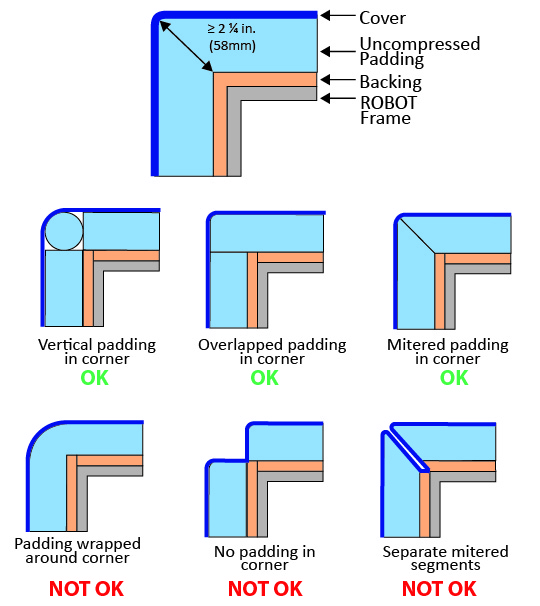 ≥ 2 ¼ in.
(58mm)
Cover
Uncompressed
Padding
Backing
ROBOT
Frame
Vertical padding
in corner
OK
Overlapped padding
in corner
OK
Mitered padding
in corner
OK
Padding wrapped
around corner
NOT OK
No padding in
corner
NOT OK
Separate mitered
segments
NOT OK